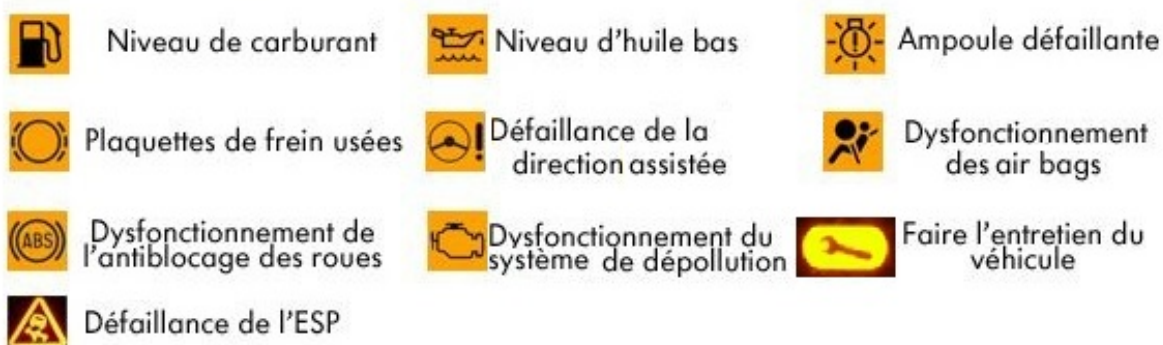 Niveau de carburant
Niveau d'huile bas
Ampoule défaillante
Plaquettes de frein usées
Défaillance de la
direction assistée
Dysfonctionnement
des air bags
ABS
Dysfonctionnement de
l'antiblocage des roues
Dysfonctionnement du
système de dépollution
Faire l'entretien du
véhicule
Défaillance de l'ESP